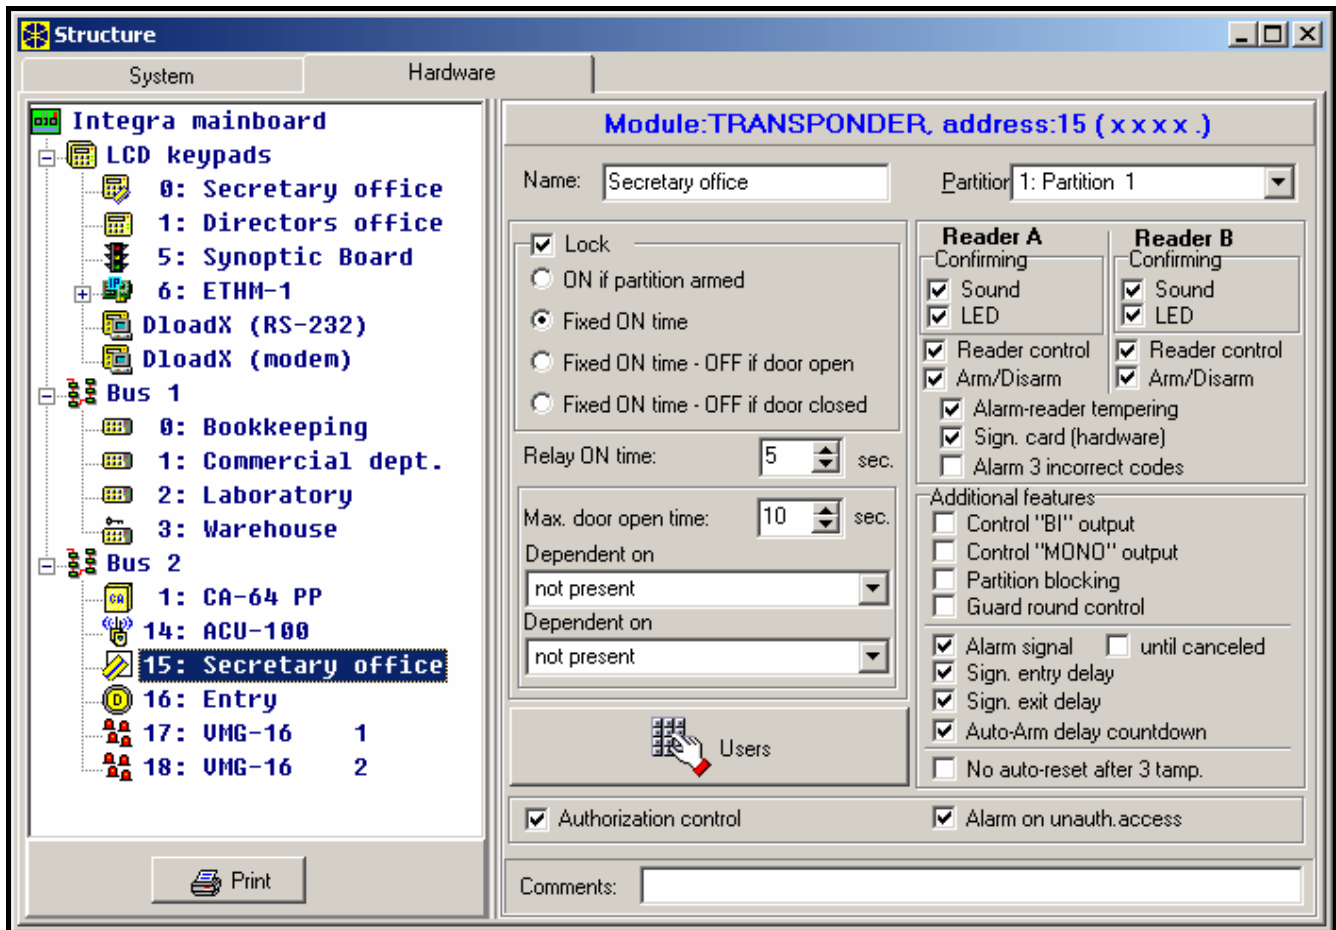 Structure
System
Hardware
Integra mainboard
LCD keypads
0: Secretary office
1: Directors office
5: Synoptic Board
6: ETHM-1
DloadX (RS-232)
DloadX (modem)
Bus 1
0: Bookkeeping
1: Commercial dept.
2: Laboratory
3: Warehouse
Bus 2
1: CA-64 PP
14: ACU-100
15: Secretary office
16: Entry
17: VMG-16 1
18: VMG-16 2
Print
Module:TRANSPONDER, address:15 ( x x x x .)
Name: Secretary office
Partitior 1: Partition 1
Lock
ON if partition armed
Fixed ON time
Fixed ON time - OFF if door open
Fixed ON time - OFF if door closed
Relay ON time: 5 sec.
Max. door open time: 10 sec.
Dependent on
not present
Dependent on
not present
Users
Reader A
Confirming
Sound
LED
Reader control
Arm/Disarm
Reader B
Confirming
Sound
LED
Reader control
Arm/Disarm
Alarm-reader tempering
Sign. card (hardware)
Alarm 3 incorrect codes
Additional features
Control "BI" output
Control "MONO" output
Partition blocking
Guard round control
Alarm signal until canceled
Sign. entry delay
Sign. exit delay
Auto-Arm delay countdown
No auto-reset after 3 tamp.
Authorization control
Alarm on unauth.access
Comments: